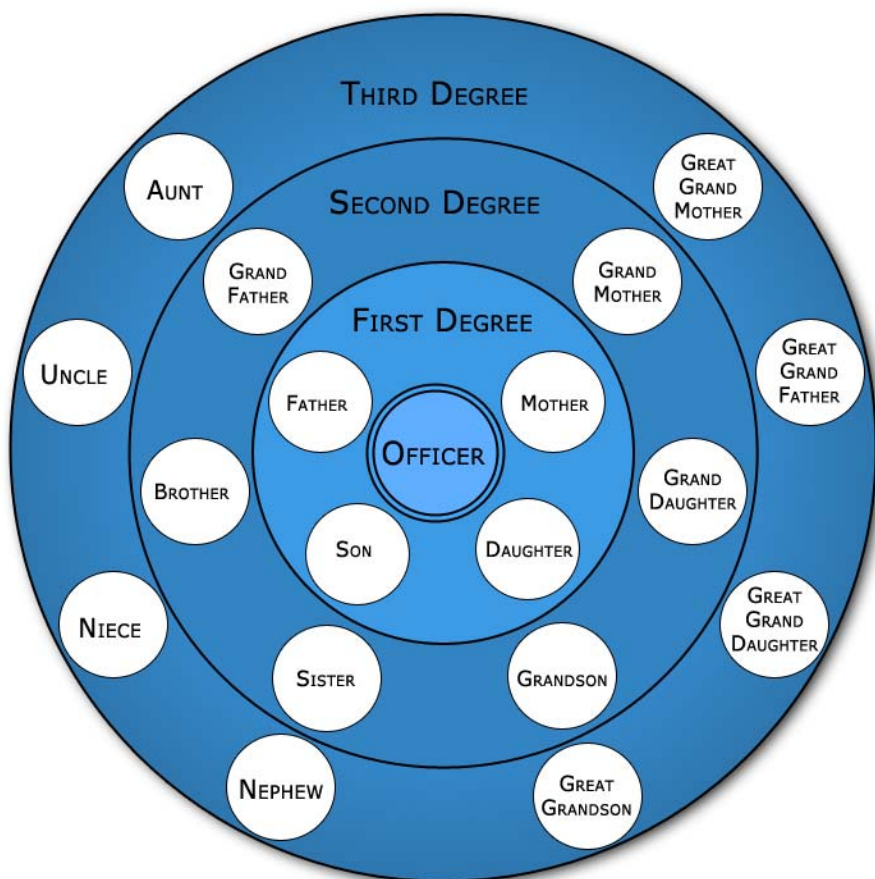 Third Degree
Aunt
Great
Grand
Mother
Second Degree
Grand
Father
Grand
Mother
First Degree
Uncle
Great
Grand
Father
Father
Mother
Officer
Brother
Grand
Daughter
Son
Daughter
Niece
Great
Grand
Daughter
Sister
Grandson
Nephew
Great
Grandson